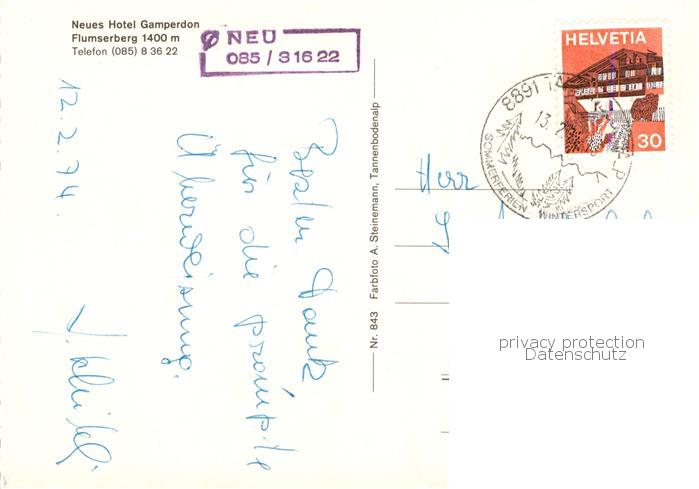 Neues Hotel Gamperdon
Flumserberg 1400 m
Telefon (085) 8 36 22
NEU
085 / 3 16 22
12.2.74.
Besten Dank
für die prompte
Überweisung.
Nr. 843 Farbfoto A. Steinemann, Tannenbodenalp
HELVETIA
30
8891
13.
SOMMERFERIEN WINTERSPORT
Herr
privacy protection
Datenschutz